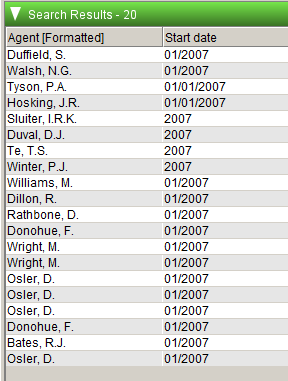 Search Results - 20
Agent [Formatted] Start date
Duffield, S. 01/2007
Walsh, N.G. 01/2007
Tyson, P.A. 01/01/2007
Hosking, J.R. 01/01/2007
Sluiter, I.R.K. 2007
Duval, D.J. 2007
Te, T.S. 2007
Winter, P.J. 2007
Williams, M. 01/2007
Dillon, R. 01/2007
Rathbone, D. 01/2007
Donohue, F. 01/2007
Wright, M. 01/2007
Wright, M. 01/2007
Osler, D. 01/2007
Osler, D. 01/2007
Osler, D. 01/2007
Donohue, F. 01/2007
Bates, R.J. 01/2007
Osler, D. 01/2007